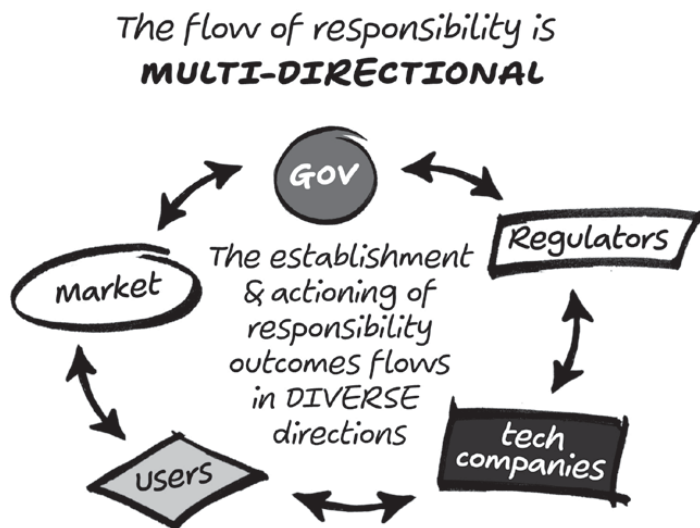 The flow of responsibility is
MULTI-DIRECTIONAL
GOV
Regulators
market
The establishment
& actioning of
responsibility
outcomes flows
in DIVERSE
directions
tech
companies
users